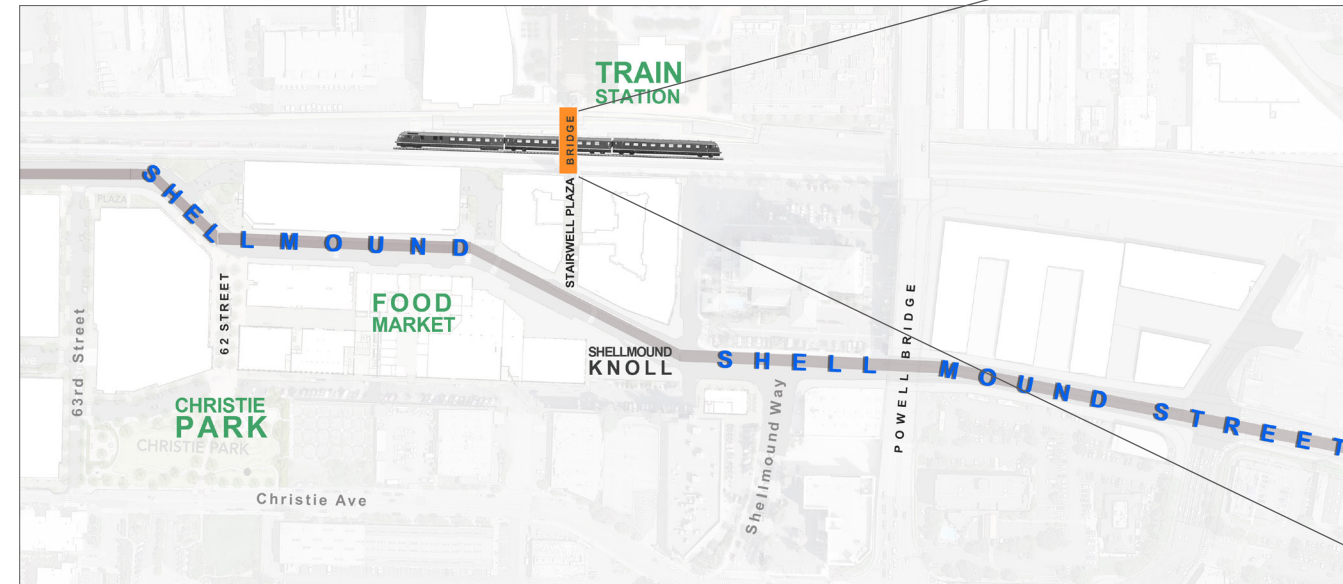 TRAIN
STATION
BRIDGE
STAIRWELL PLAZA
PLAZA
SHELLMOUND
62 STREET
63rd Street
FOOD
MARKET
SHELLMOUND
KNOLL
SHELL MOUND STREET
POWELL BRIDGE
Shellmound Way
CHRISTIE
PARK
CHRISTIE PARK
Christie Ave